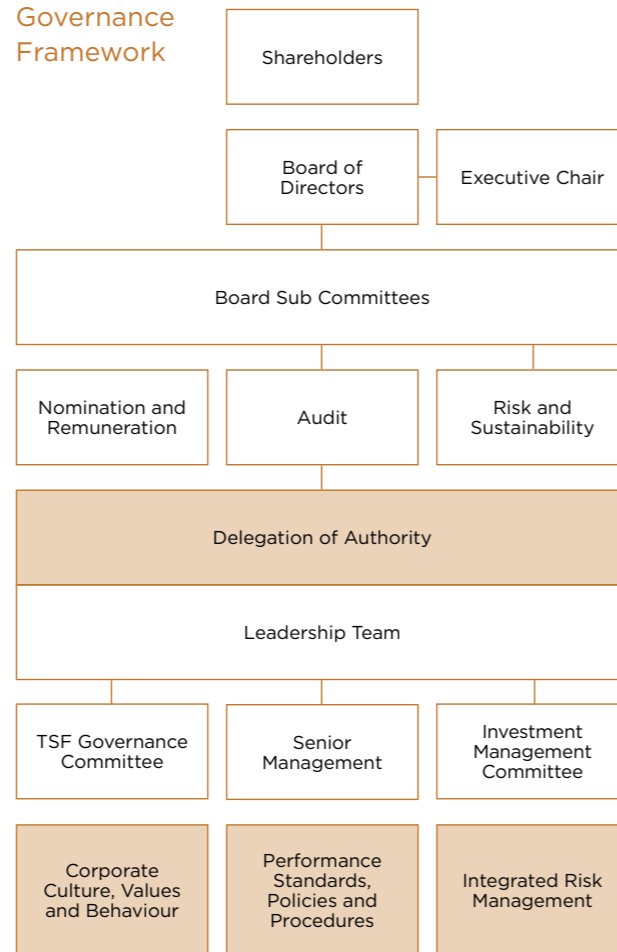 Governance
Framework
Shareholders
Board of
Directors
Executive Chair
Board Sub Committees
Nomination and
Remuneration
Audit
Risk and
Sustainability
Delegation of Authority
Leadership Team
TSF Governance
Committee
Senior
Management
Investment
Management
Committee
Corporate
Culture, Values
and Behaviour
Performance
Standards,
Policies and
Procedures
Integrated Risk
Management